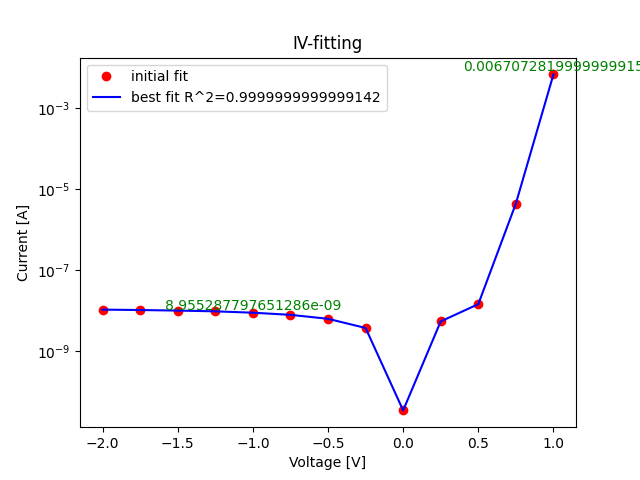 IV-fitting
0.0067072819999999915
initial fit
best fit R^2=0.9999999999999142
10⁻³
10⁻⁵
10⁻⁷
10⁻⁹
Current [A]
8.955287797651286e-09
−2.0 −1.5 −1.0 −0.5 0.0 0.5 1.0
Voltage [V]